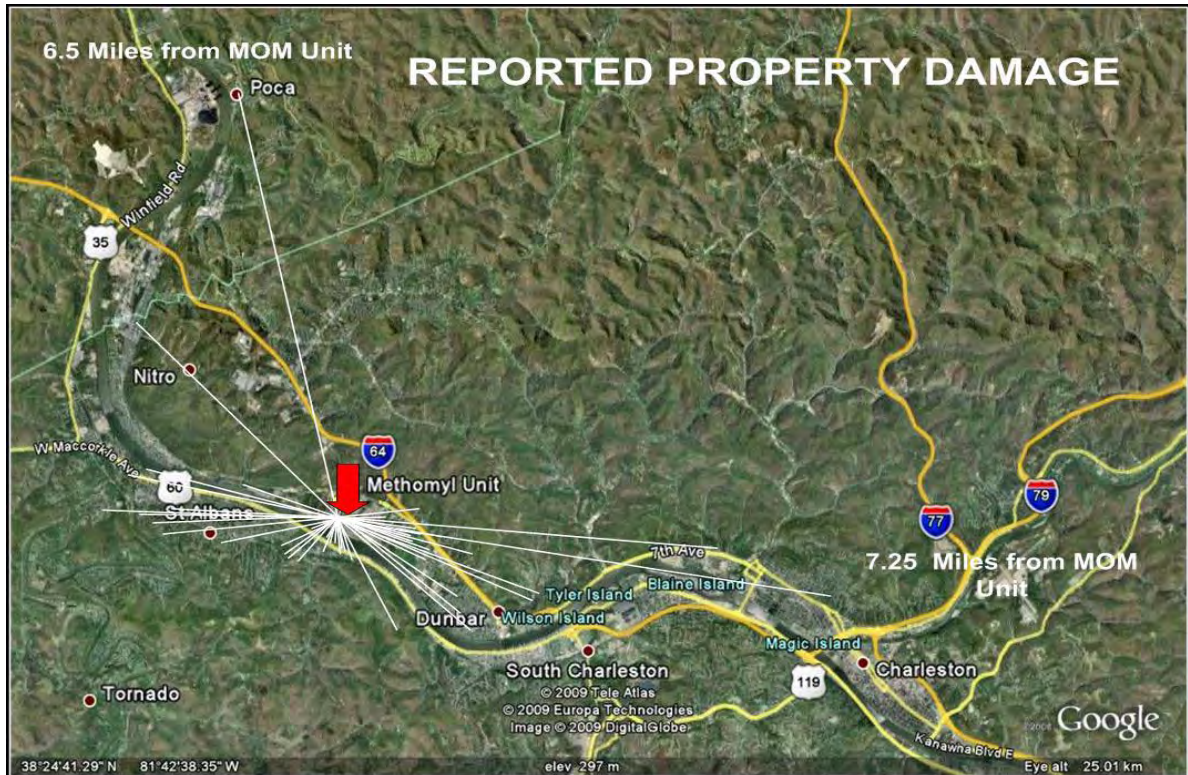 6.5 Miles from MOM Unit
REPORTED PROPERTY DAMAGE
Poca
Winfield Rd
35
Nitro
W Maccorkle Ave
60
64
Methomyl Unit
St Albans
79
77
7th Ave
7.25 Miles from MOM
Unit
Blaine Island
Tyler Island
Dunbar
Wilson Island
Magic Island
South Charleston
Charleston
119
Tornado
© 2009 Tele Atlas
© 2009 Europa Technologies
Image © 2009 DigitalGlobe
Google
Kanawha Blvd E
38°24'41.29" N 81°42'38.35" W
elev 297 m
Eye alt 25.01 km